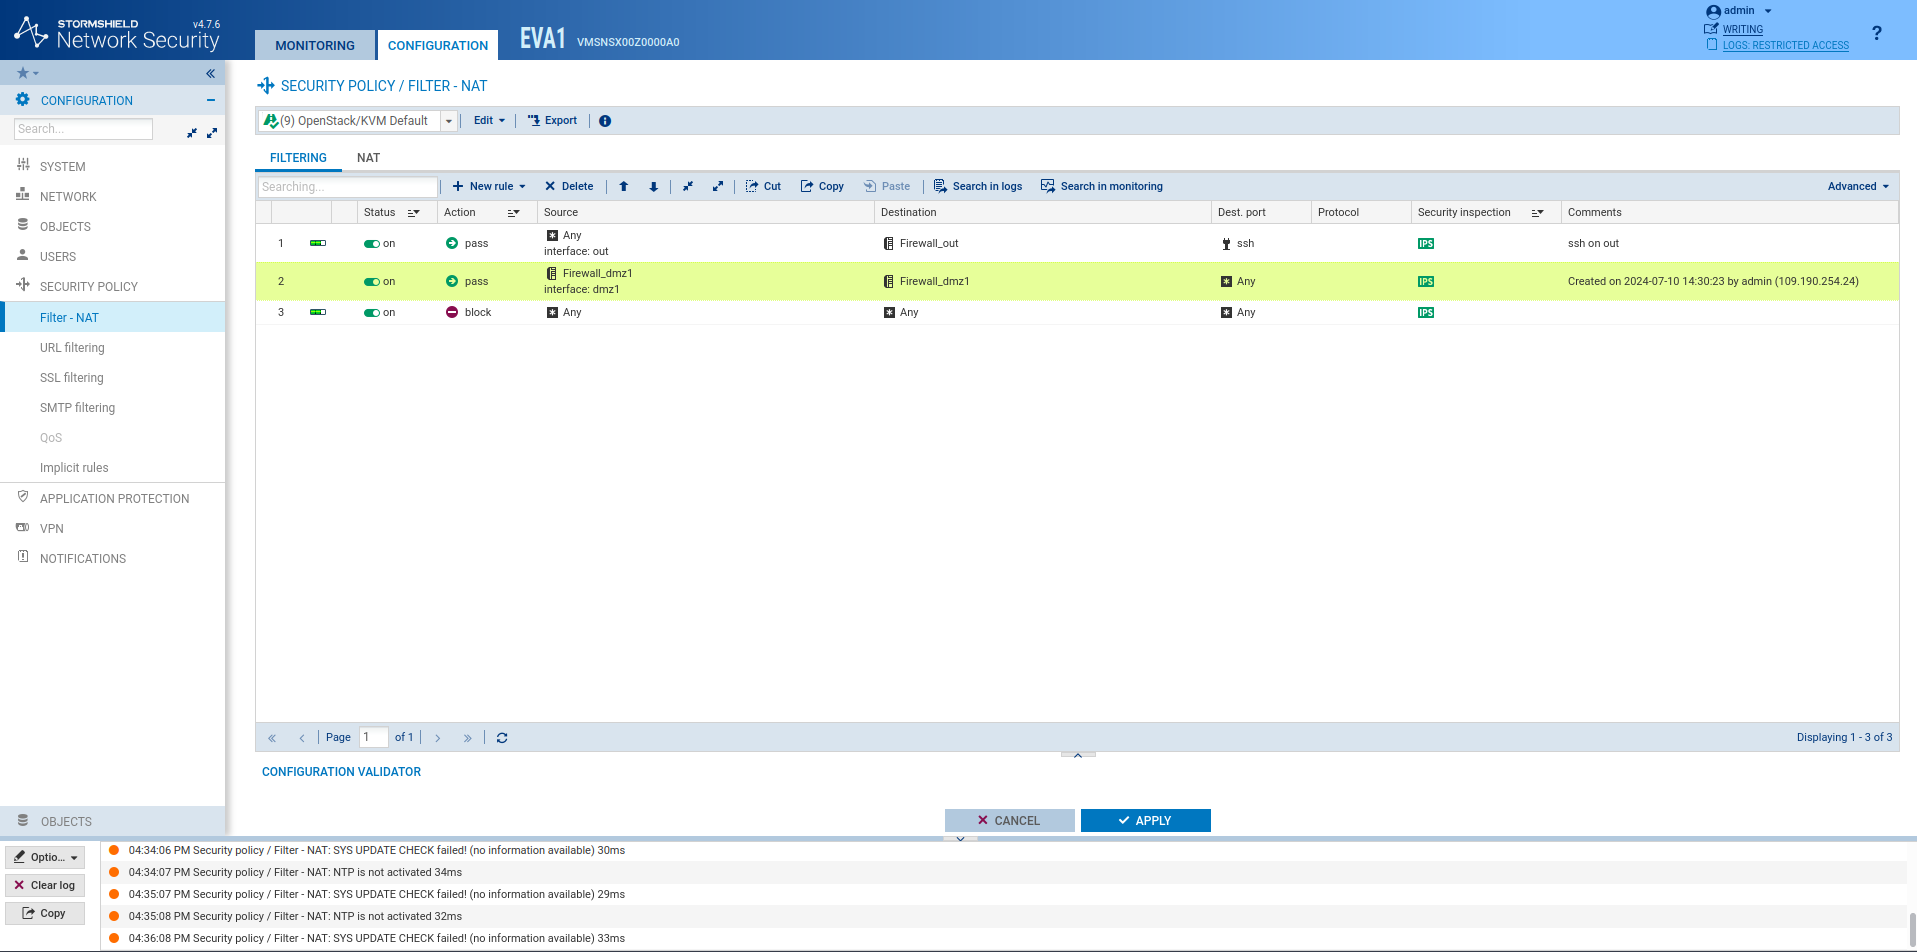 STORMSHIELD v4.7.6
Network Security
MONITORING CONFIGURATION EVA1 VMSNSX00Z0000A0
admin
WRITING
LOGS: RESTRICTED ACCESS
?
CONFIGURATION
Search...
SYSTEM
NETWORK
OBJECTS
USERS
SECURITY POLICY
Filter - NAT
URL filtering
SSL filtering
SMTP filtering
QoS
Implicit rules
APPLICATION PROTECTION
VPN
NOTIFICATIONS
OBJECTS
SECURITY POLICY / FILTER - NAT
(9) OpenStack/KVM Default Edit Export
FILTERING NAT
Searching... New rule Delete Cut Copy Paste Search in logs Search in monitoring Advanced
Status Action Source Destination Dest. port Protocol Security inspection Comments
1 on pass Any Firewall_out ssh IPS ssh on out
interface: out
2 on pass Firewall_dmz1 Firewall_dmz1 Any IPS Created on 2024-07-10 14:30:23 by admin (109.190.254.24)
interface: dmz1
3 on block Any Any Any IPS
Page 1 of 1 Displaying 1 - 3 of 3
CONFIGURATION VALIDATOR
CANCEL APPLY
Optio...
Clear log
Copy
04:34:06 PM Security policy / Filter - NAT: SYS UPDATE CHECK failed! (no information available) 30ms
04:34:07 PM Security policy / Filter - NAT: NTP is not activated 34ms
04:35:07 PM Security policy / Filter - NAT: SYS UPDATE CHECK failed! (no information available) 29ms
04:35:08 PM Security policy / Filter - NAT: NTP is not activated 32ms
04:36:08 PM Security policy / Filter - NAT: SYS UPDATE CHECK failed! (no information available) 33ms